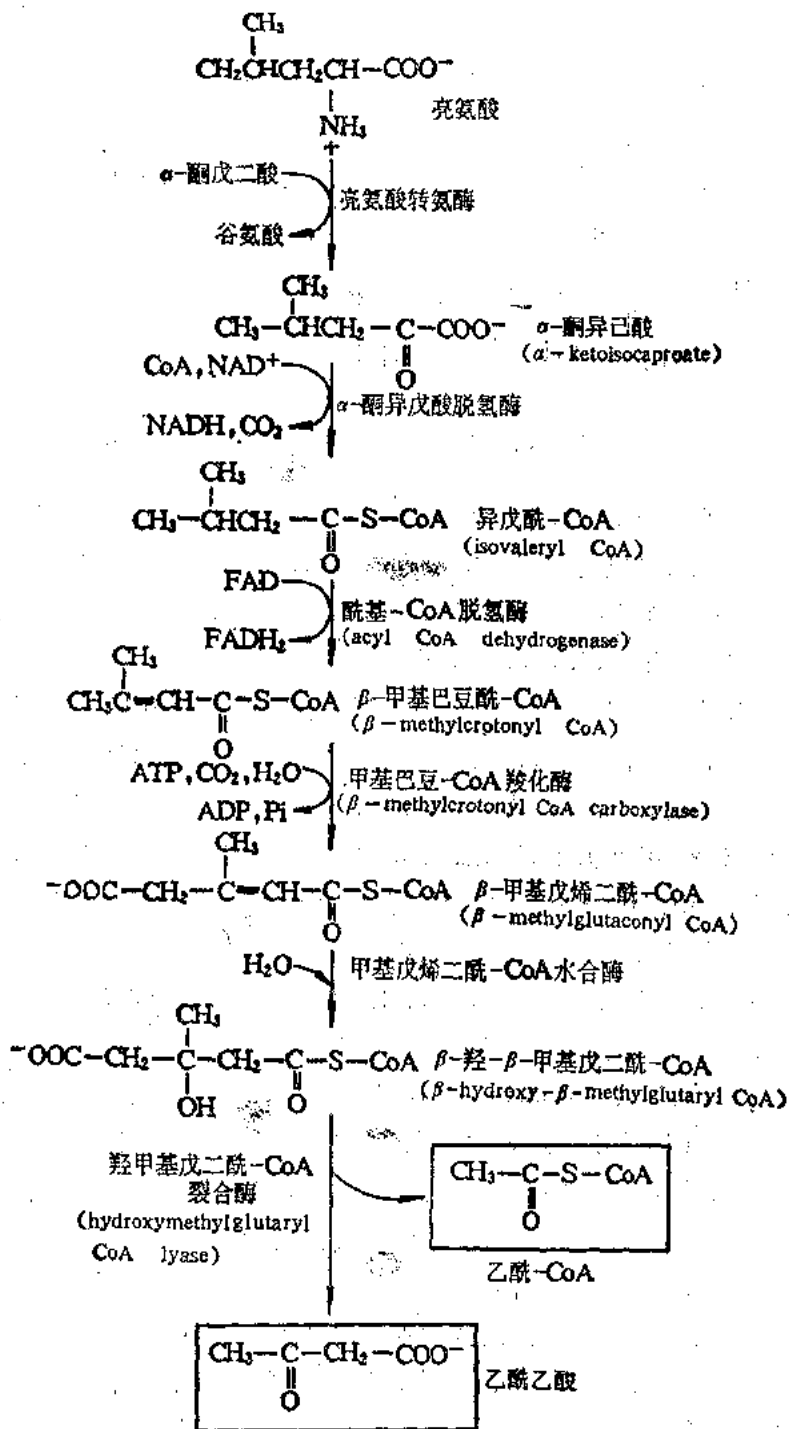 CH₃
CH₂CHCH₂CH—COO⁻
NH₃
+
亮氨酸
α-酮戊二酸
亮氨酸转氨酶
谷氨酸
CH₃
CH₃—CHCH₂—C—COO⁻
O
α-酮异己酸
(α-ketoisocaproate)
CoA,NAD⁺
α-酮异戊酸脱氢酶
NADH,CO₂
CH₃
CH₃—CHCH₂—C—S—CoA
O
异戊酰-CoA
(isovaleryl CoA)
FAD
酰基-CoA脱氢酶
FADH₂
(acyl CoA dehydrogenase)
CH₃
CH₃C=CH—C—S—CoA
O
β-甲基巴豆酰-CoA
(β-methylcrotonyl CoA)
ATP,CO₂,H₂O
甲基巴豆-CoA羧化酶
ADP,Pi
(β-methylcrotonyl CoA carboxylase)
CH₃
⁻OOC—CH₂—C=CH—C—S—CoA
O
β-甲基戊烯二酰-CoA
(β-methylglutaconyl CoA)
H₂O
甲基戊烯二酰-CoA水合酶
CH₃
⁻OOC—CH₂—C—CH₂—C—S—CoA
OH
O
β-羟-β-甲基戊二酰-CoA
(β-hydroxy-β-methylglutaryl CoA)
羟甲基戊二酰-CoA
裂合酶
(hydroxymethylglutaryl
CoA lyase)
CH₃—C—S—CoA
O
乙酰-CoA
CH₃—C—CH₂—COO⁻
O
乙酰乙酸